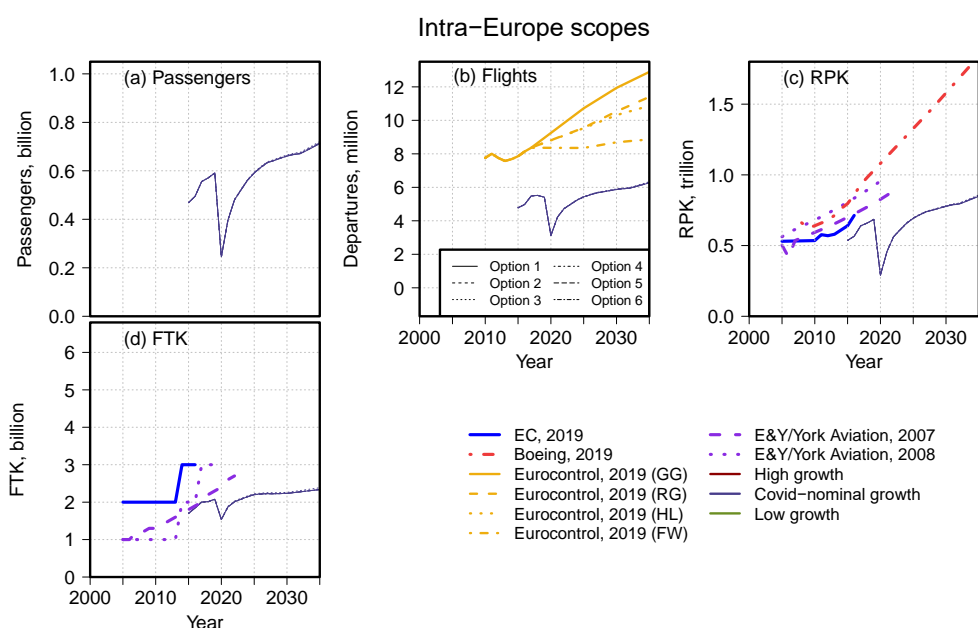 Intra−Europe scopes
(a) Passengers
Passengers, billion
1.0
0.8
0.6
0.4
0.2
0.0
(b) Flights
Departures, million
12
10
8
6
4
2
0
Option 1
Option 2
Option 3
Option 4
Option 5
Option 6
2000
2010
2020
2030
Year
(c) RPK
RPK, trillion
1.5
1.0
0.5
0.0
2000
2010
2020
2030
Year
(d) FTK
FTK, billion
6
5
4
3
2
1
0
2000
2010
2020
2030
Year
EC, 2019
Boeing, 2019
Eurocontrol, 2019 (GG)
Eurocontrol, 2019 (RG)
Eurocontrol, 2019 (HL)
Eurocontrol, 2019 (FW)
E&Y/York Aviation, 2007
E&Y/York Aviation, 2008
High growth
Covid−nominal growth
Low growth